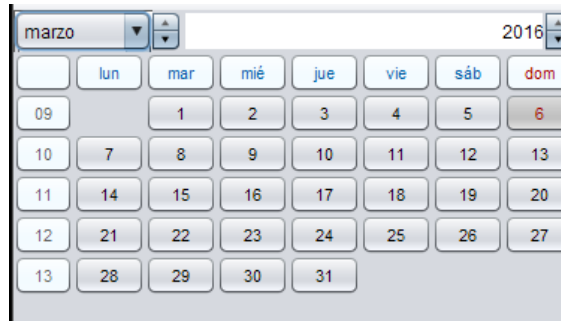 marzo 2016
lun mar mié jue vie sáb dom
09 1 2 3 4 5 6
10 7 8 9 10 11 12 13
11 14 15 16 17 18 19 20
12 21 22 23 24 25 26 27
13 28 29 30 31